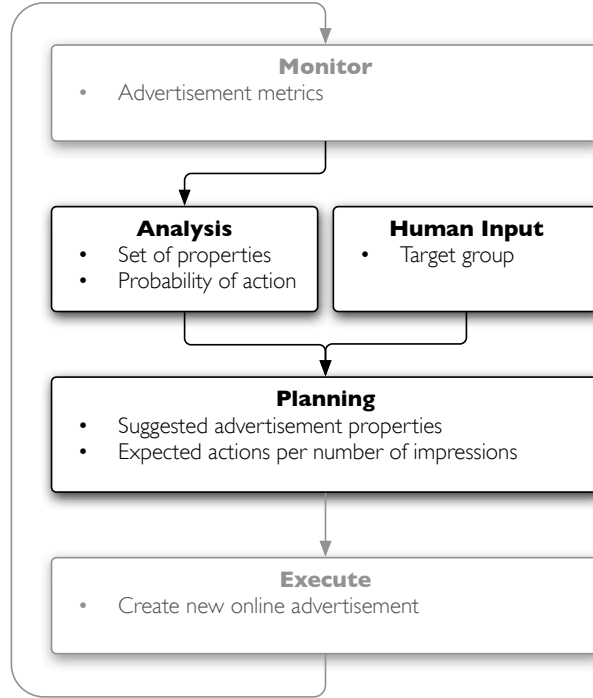 Monitor
• Advertisement metrics
Analysis
• Set of properties
• Probability of action
Human Input
• Target group
Planning
• Suggested advertisement properties
• Expected actions per number of impressions
Execute
• Create new online advertisement